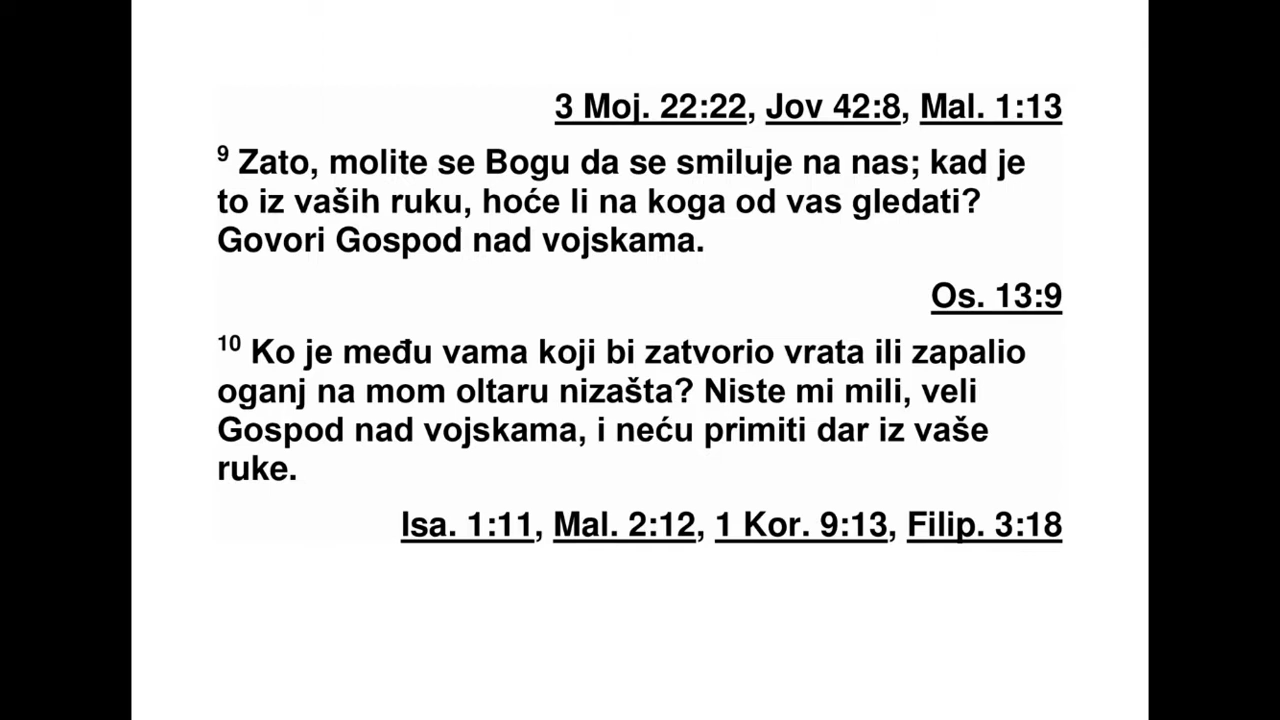 3 Moj. 22:22, Jov 42:8, Mal. 1:13
9 Zato, molite se Bogu da se smiluje na nas; kad je
to iz vaših ruku, hoće li na koga od vas gledati?
Govori Gospod nad vojskama.
Os. 13:9
10 Ko je među vama koji bi zatvorio vrata ili zapalio
oganj na mom oltaru nizašta? Niste mi mili, veli
Gospod nad vojskama, i neću primiti dar iz vaše
ruke.
Isa. 1:11, Mal. 2:12, 1 Kor. 9:13, Filip. 3:18